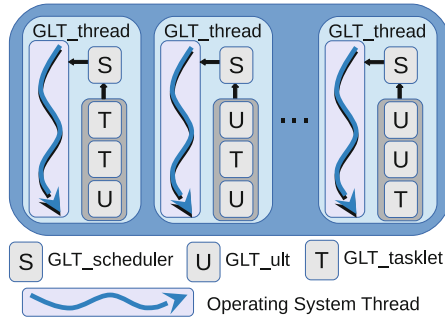 GLT_thread GLT_thread GLT_thread
S S S
T U U
T T U
U U T
...
S GLT_scheduler U GLT_ult T GLT_tasklet
Operating System Thread